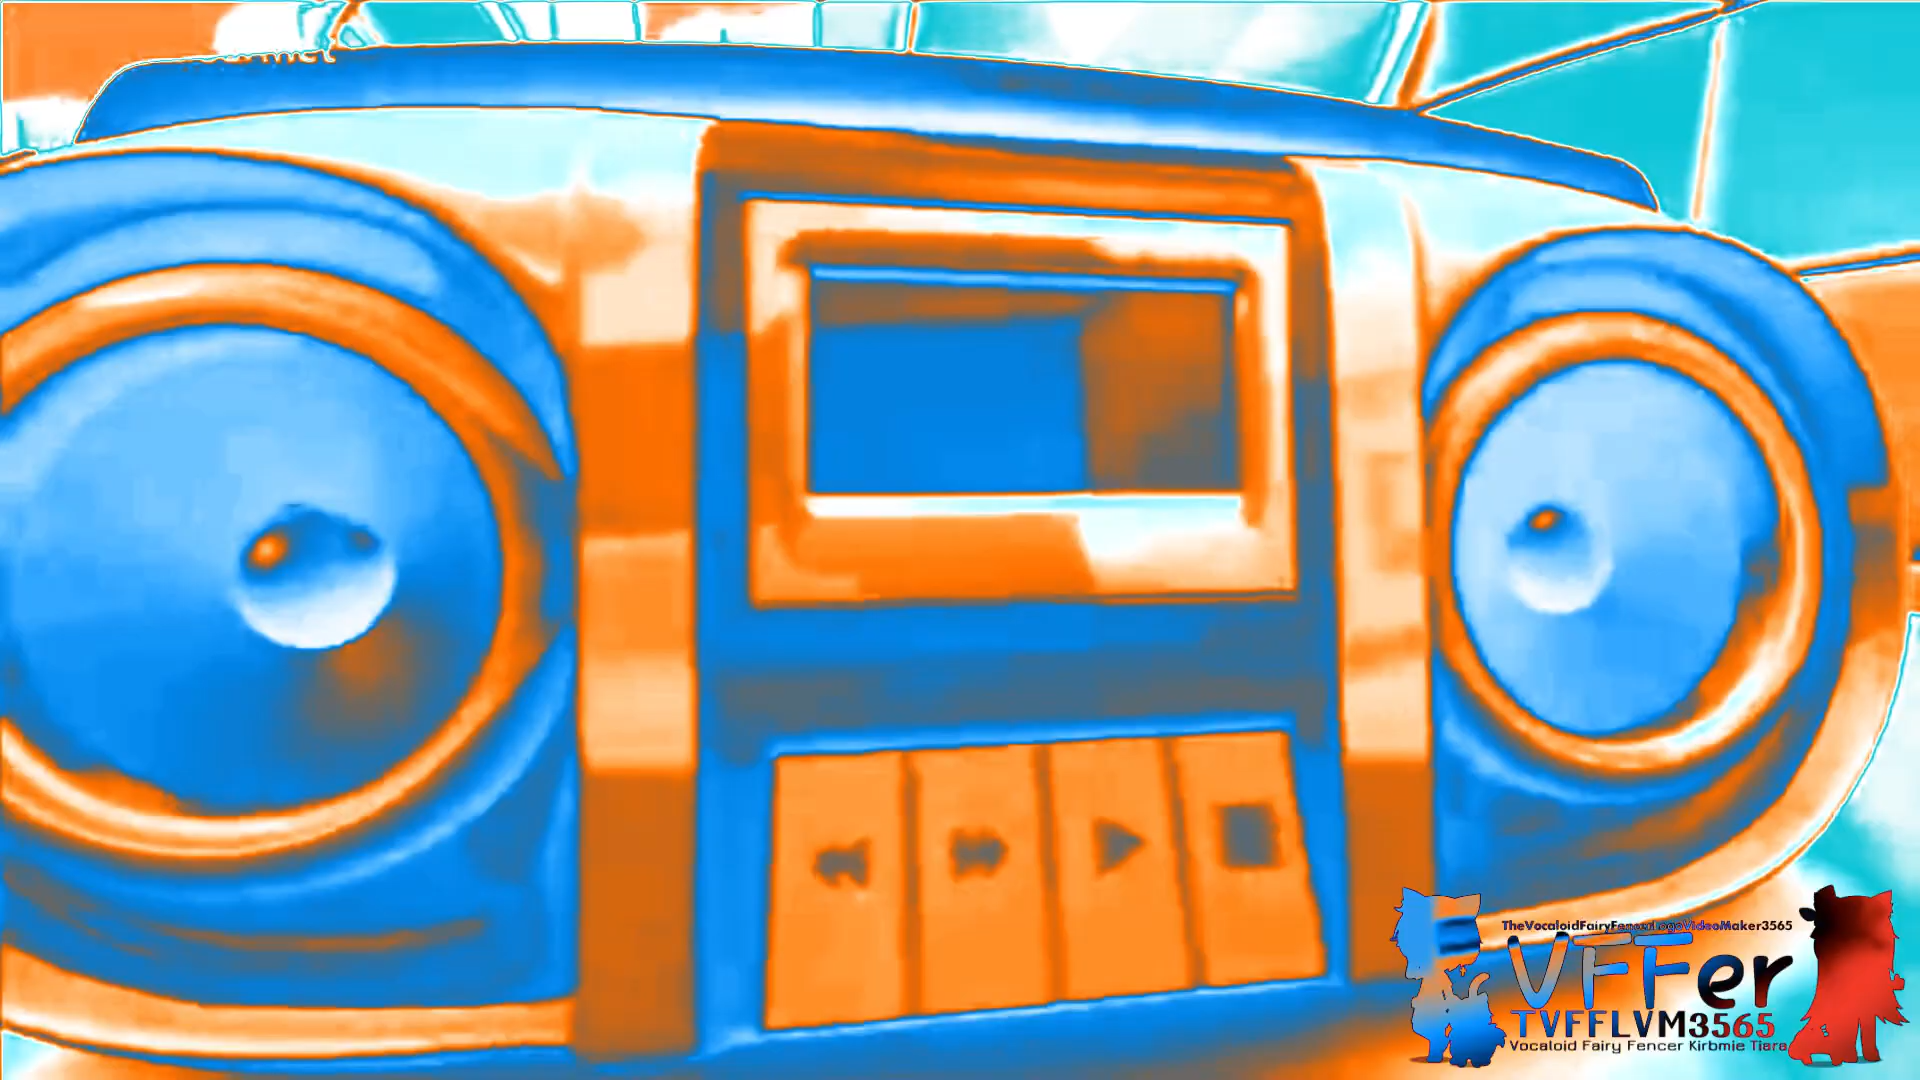 TheVocaloidFairyFencerLogoVideoMaker3565
VFFer
TVFFLVM3565
Vocaloid Fairy Fencer Kirbmie Tiara